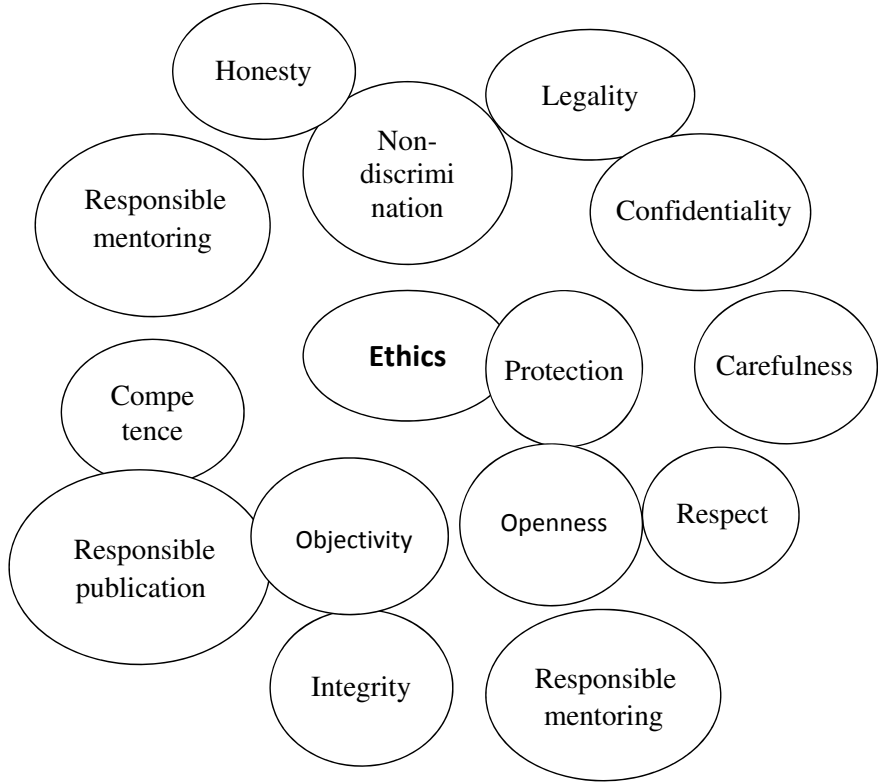 Honesty
Legality
Non-
discrimi
nation
Responsible
mentoring
Confidentiality
Ethics
Protection
Carefulness
Compe
tence
Objectivity
Openness
Respect
Responsible
publication
Integrity
Responsible
mentoring